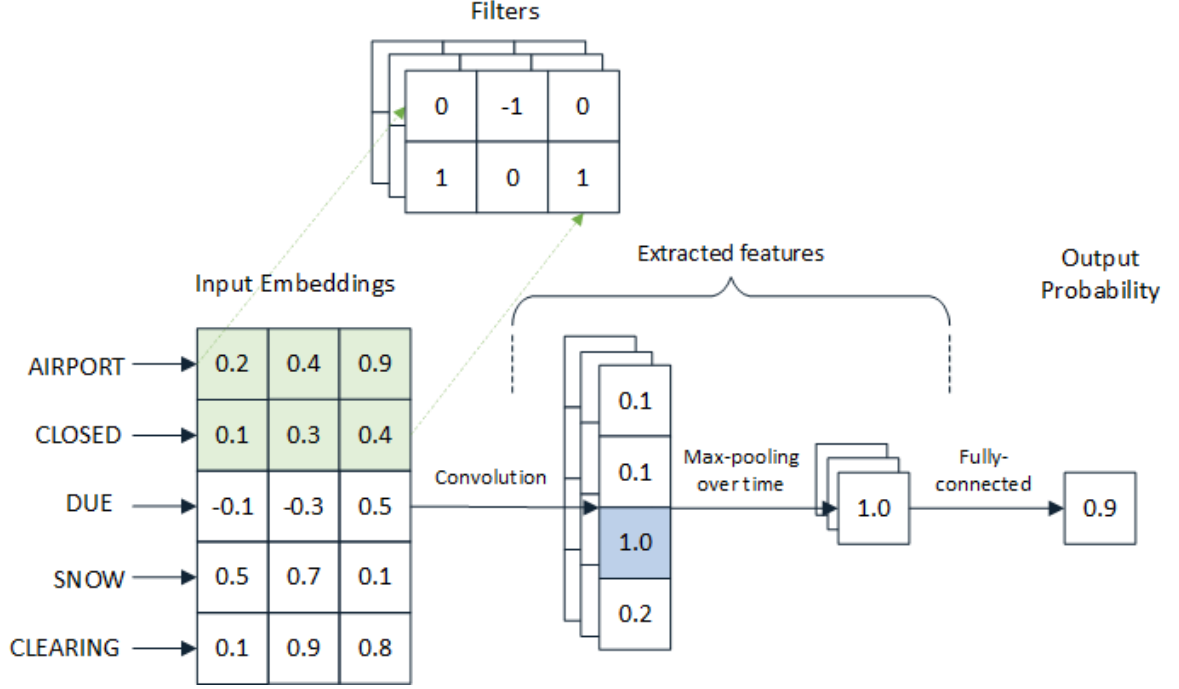 Filters
0 -1 0
1 0 1
Extracted features
Output
Probability
Input Embeddings
AIRPORT 0.2 0.4 0.9
CLOSED 0.1 0.3 0.4
DUE -0.1 -0.3 0.5
SNOW 0.5 0.7 0.1
CLEARING 0.1 0.9 0.8
Convolution
0.1
0.1
1.0
0.2
Max-pooling
over time
1.0
Fully-
connected
0.9